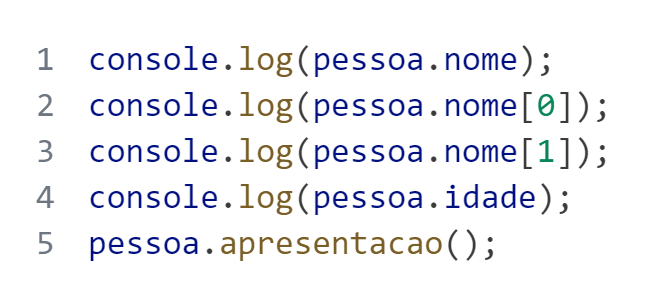 1 console.log(pessoa.nome);
2 console.log(pessoa.nome[0]);
3 console.log(pessoa.nome[1]);
4 console.log(pessoa.idade);
5 pessoa.apresentacao();